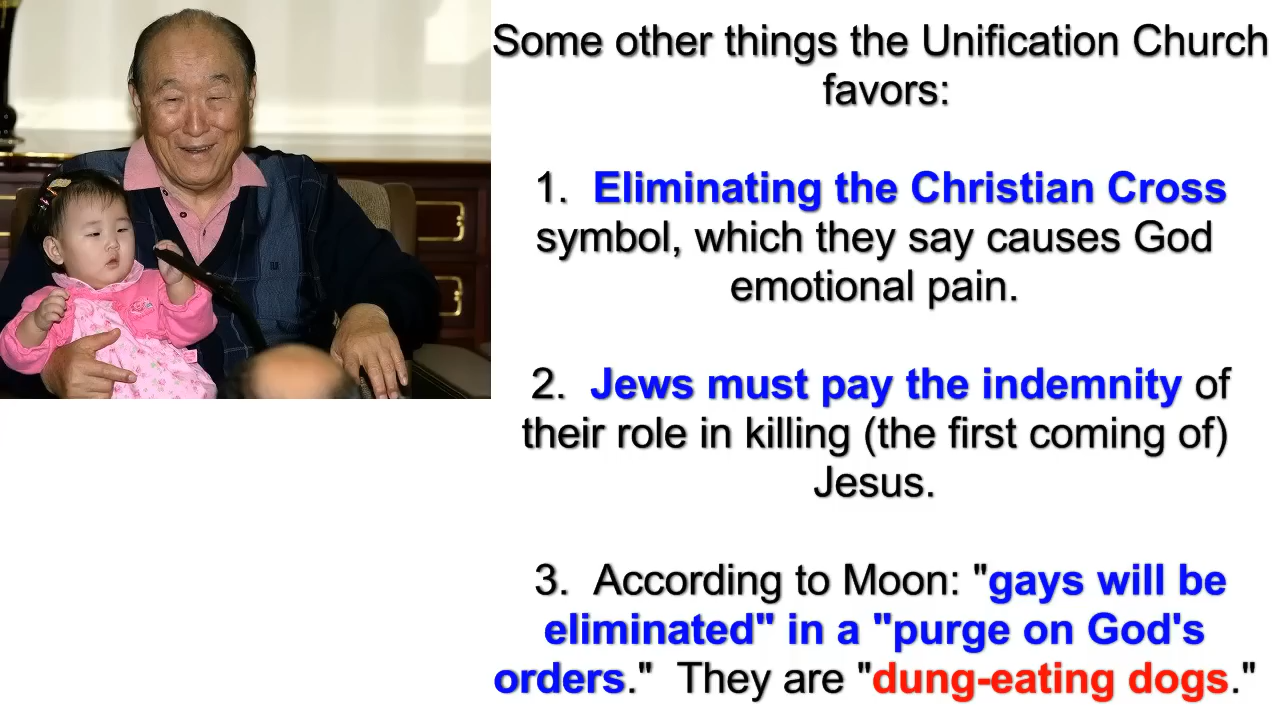 Some other things the Unification Church
favors:
1. Eliminating the Christian Cross
symbol, which they say causes God
emotional pain.
2. Jews must pay the indemnity of
their role in killing (the first coming of)
Jesus.
3. According to Moon: "gays will be
eliminated" in a "purge on God's
orders." They are "dung-eating dogs."